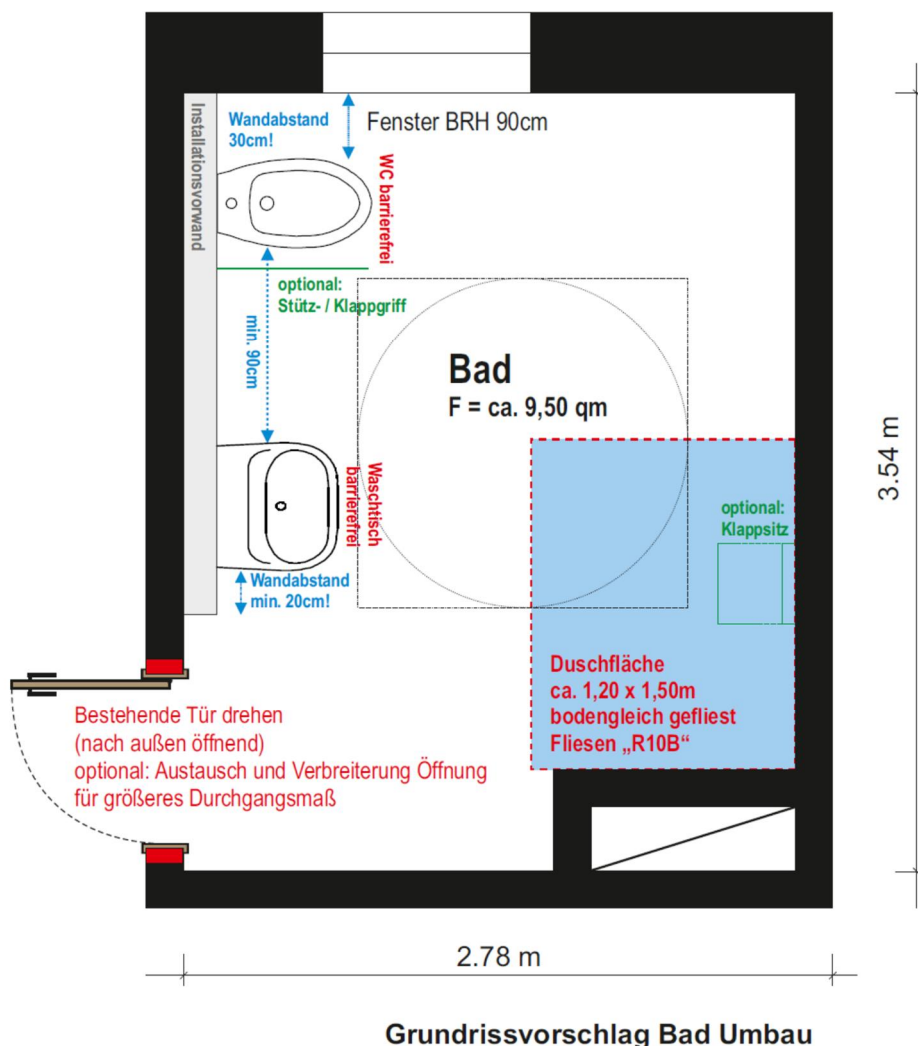 Installationsvorwand
Wandabstand
30cm!
Fenster BRH 90cm
WC barrierefrei
optional:
Stütz- / Klappgriff
min. 90cm
Bad
F = ca. 9,50 qm
3.54 m
Waschtisch
barrierefrei
optional:
Klappsitz
Wandabstand
min. 20cm!
Duschfläche
ca. 1,20 x 1,50m
bodengleich gefliest
Fliesen „R10B“
Bestehende Tür drehen
(nach außen öffnend)
optional: Austausch und Verbreiterung Öffnung
für größeres Durchgangsmaß
2.78 m
Grundrissvorschlag Bad Umbau